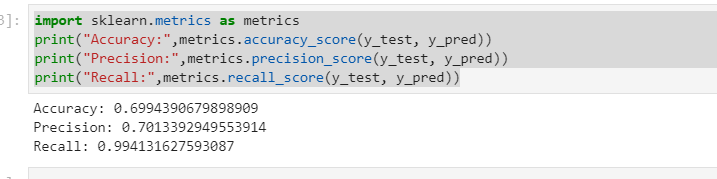 3]:
import sklearn.metrics as metrics
print("Accuracy:",metrics.accuracy_score(y_test, y_pred))
print("Precision:",metrics.precision_score(y_test, y_pred))
print("Recall:",metrics.recall_score(y_test, y_pred))
Accuracy: 0.6994390679898909
Precision: 0.7013392949553914
Recall: 0.994131627593087